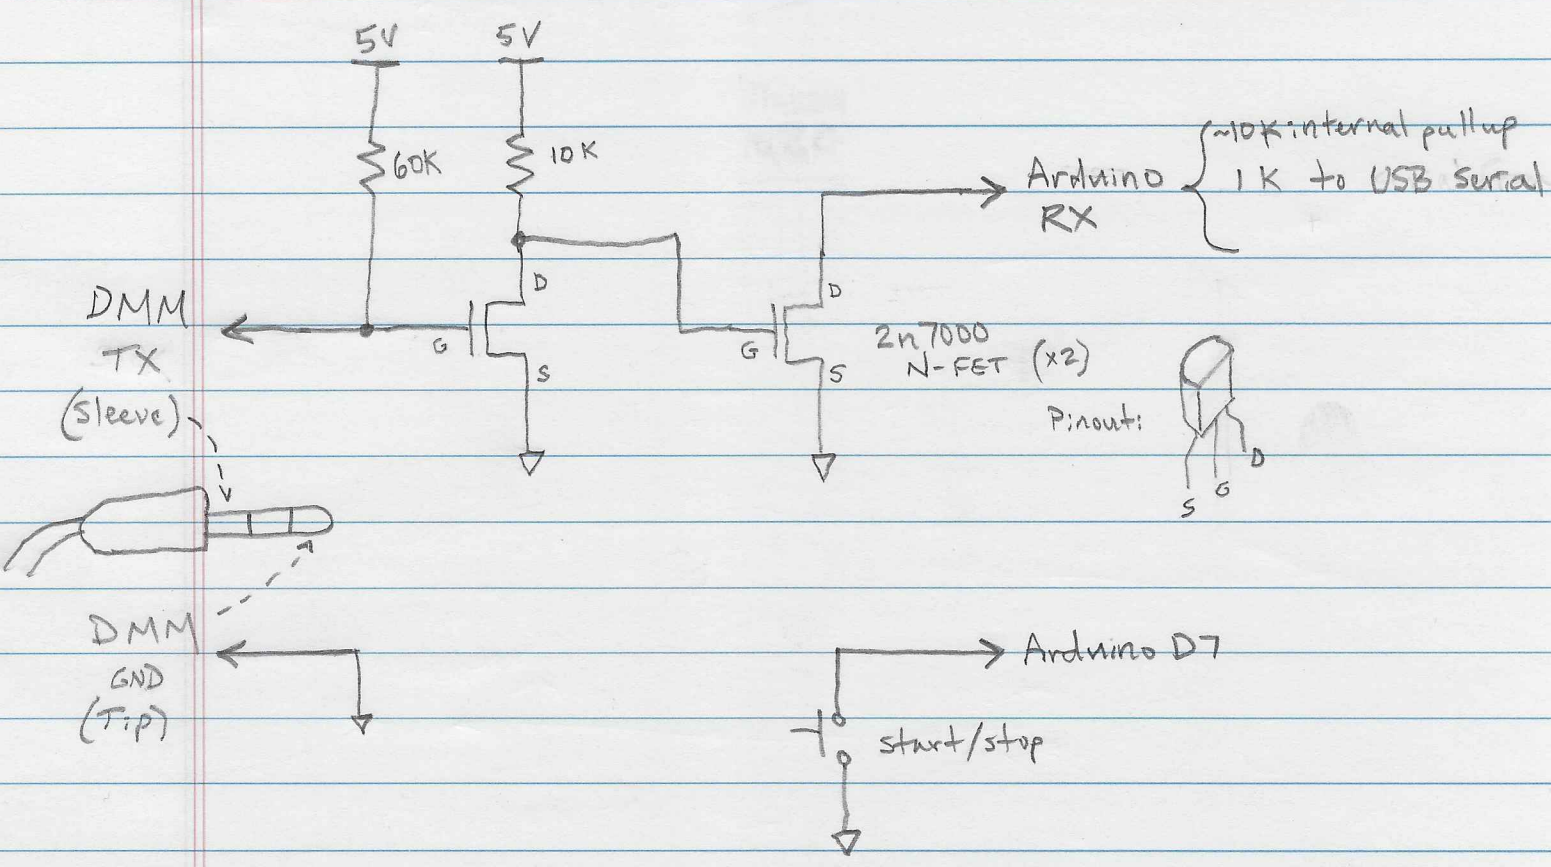 5V
5V
60K
10K
~10K internal pullup
1K to USB serial
Arduino
RX
D
G
S
D
G
S
DMM
TX
(Sleeve)
2n7000
N-FET (x2)
Pinout:
S
G
D
DMM
GND
(Tip)
Arduino D7
start/stop